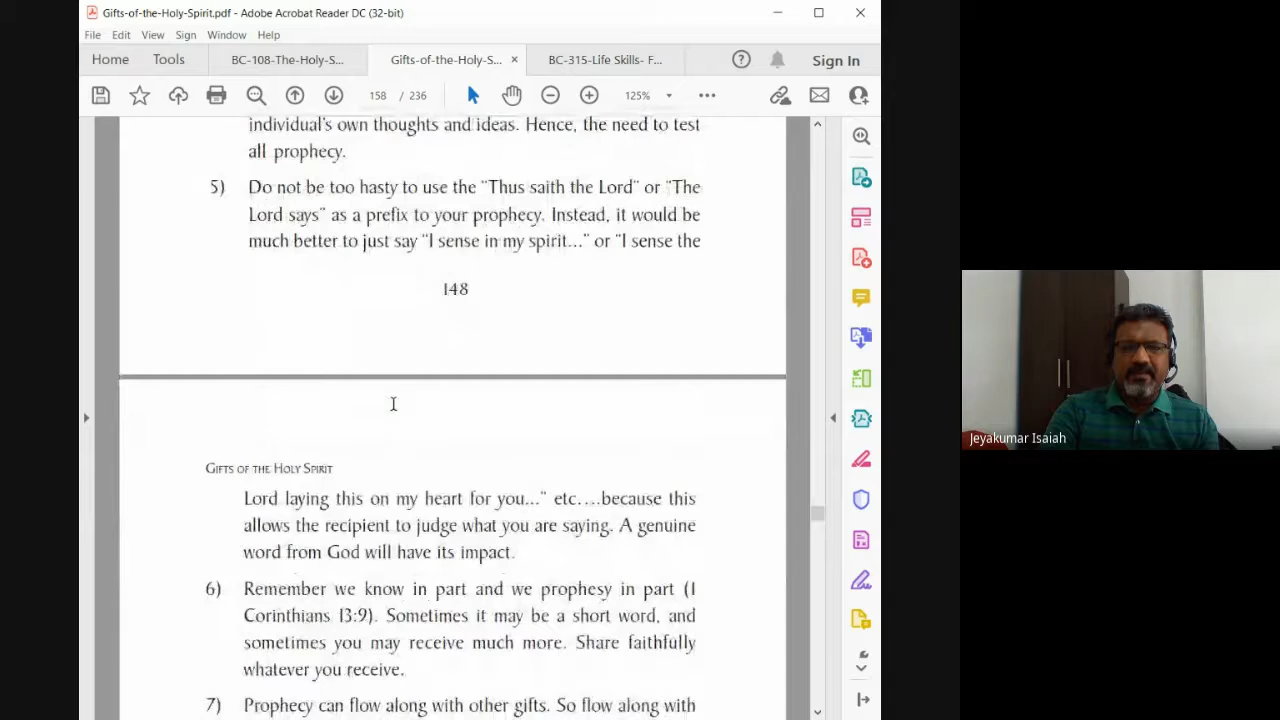 Gifts-of-the-Holy-Spirit.pdf - Adobe Acrobat Reader DC (32-bit)
File Edit View Sign Window Help
Home Tools BC-108-The-Holy-S... Gifts-of-the-Holy-S... BC-315-Life Skills- F... Sign In
158 / 236 125%
individual's own thoughts and ideas. Hence, the need to test
all prophecy.
5) Do not be too hasty to use the "Thus saith the Lord" or "The
Lord says" as a prefix to your prophecy. Instead, it would be
much better to just say "I sense in my spirit..." or "I sense the
148
Gifts of the Holy Spirit
Lord laying this on my heart for you..." etc....because this
allows the recipient to judge what you are saying. A genuine
word from God will have its impact.
6) Remember we know in part and we prophesy in part (I
Corinthians 13:9). Sometimes it may be a short word, and
sometimes you may receive much more. Share faithfully
whatever you receive.
7) Prophecy can flow along with other gifts. So flow along with
Jeyakumar Isaiah